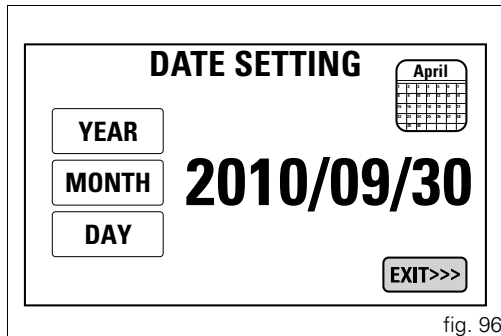 DATE SETTING
April
YEAR
MONTH
DAY
2010/09/30
EXIT>>>
fig. 96